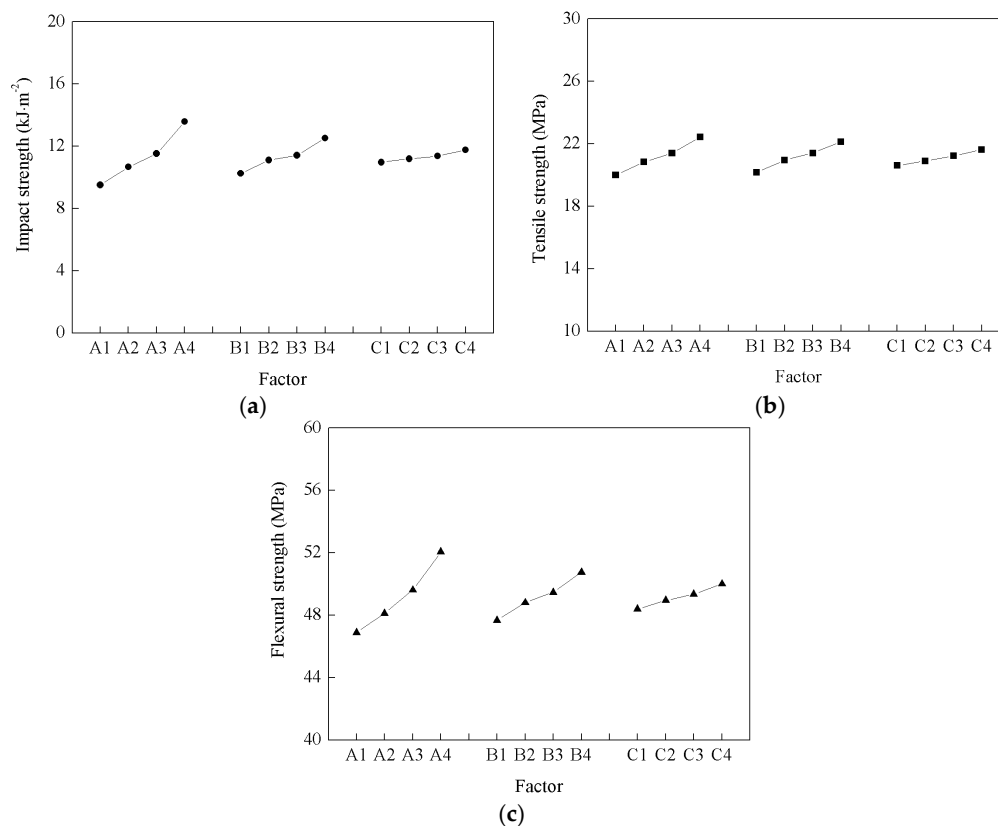 20
16
12
8
4
0
Impact strength (kJ·m⁻²)
A1 A2 A3 A4 B1 B2 B3 B4 C1 C2 C3 C4
Factor
(a)
30
26
22
18
14
10
Tensile strength (MPa)
A1 A2 A3 A4 B1 B2 B3 B4 C1 C2 C3 C4
Factor
(b)
60
56
52
48
44
40
Flexural strength (MPa)
A1 A2 A3 A4 B1 B2 B3 B4 C1 C2 C3 C4
Factor
(c)